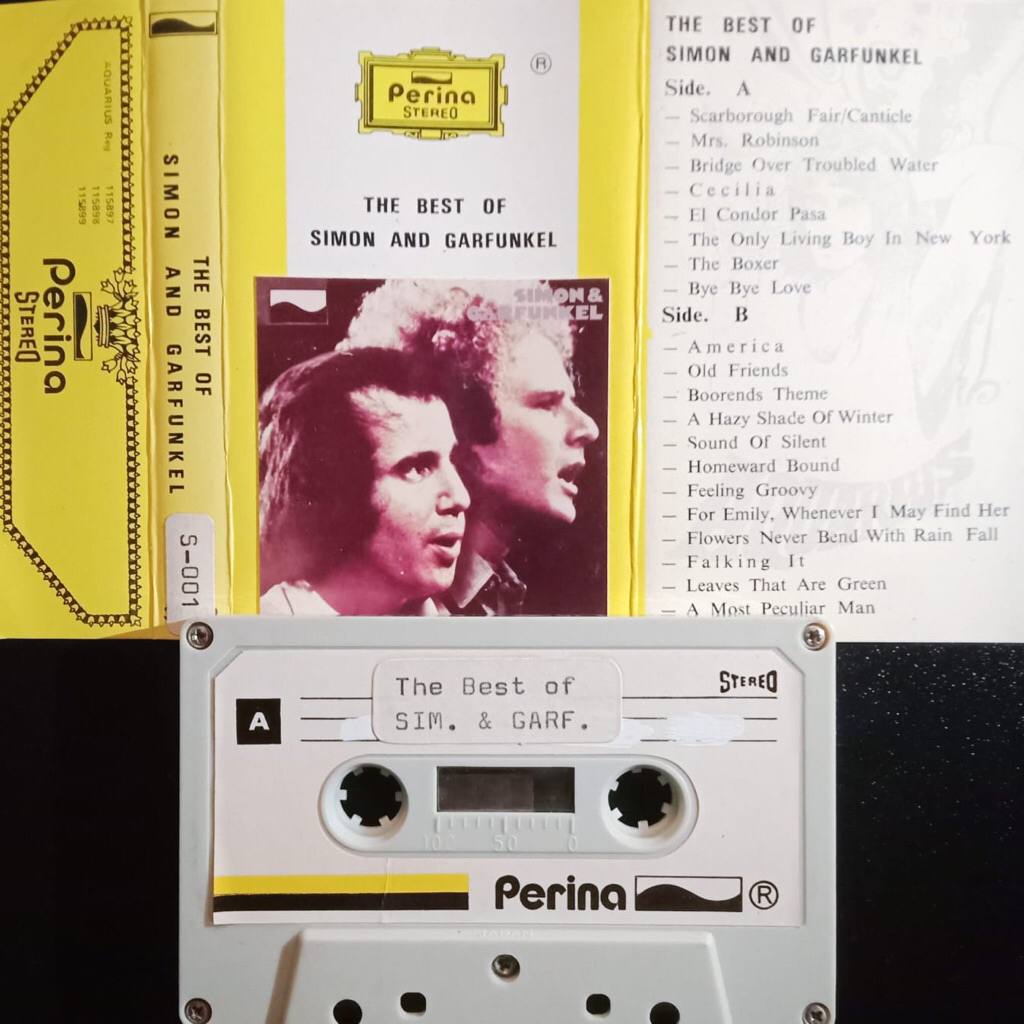 AQUARIUS Reg
115897
115898
115899
Perina
STEREO
THE BEST OF
SIMON AND GARFUNKEL
S-001
Perina
STEREO
®
THE BEST OF
SIMON AND GARFUNKEL
SIMON &
GARFUNKEL
THE BEST OF
SIMON AND GARFUNKEL
Side. A
— Scarborough Fair/Canticle
— Mrs. Robinson
— Bridge Over Troubled Water
— Cecilia
— El Condor Pasa
— The Only Living Boy In New York
— The Boxer
— Bye Bye Love
Side. B
— America
— Old Friends
— Boorends Theme
— A Hazy Shade Of Winter
— Sound Of Silent
— Homeward Bound
— Feeling Groovy
— For Emily, Whenever I May Find Her
— Flowers Never Bend With Rain Fall
— Falking It
— Leaves That Are Green
— A Most Peculiar Man
A
The Best of
SIM. & GARF.
STEREO
10 50 0
Perina ®